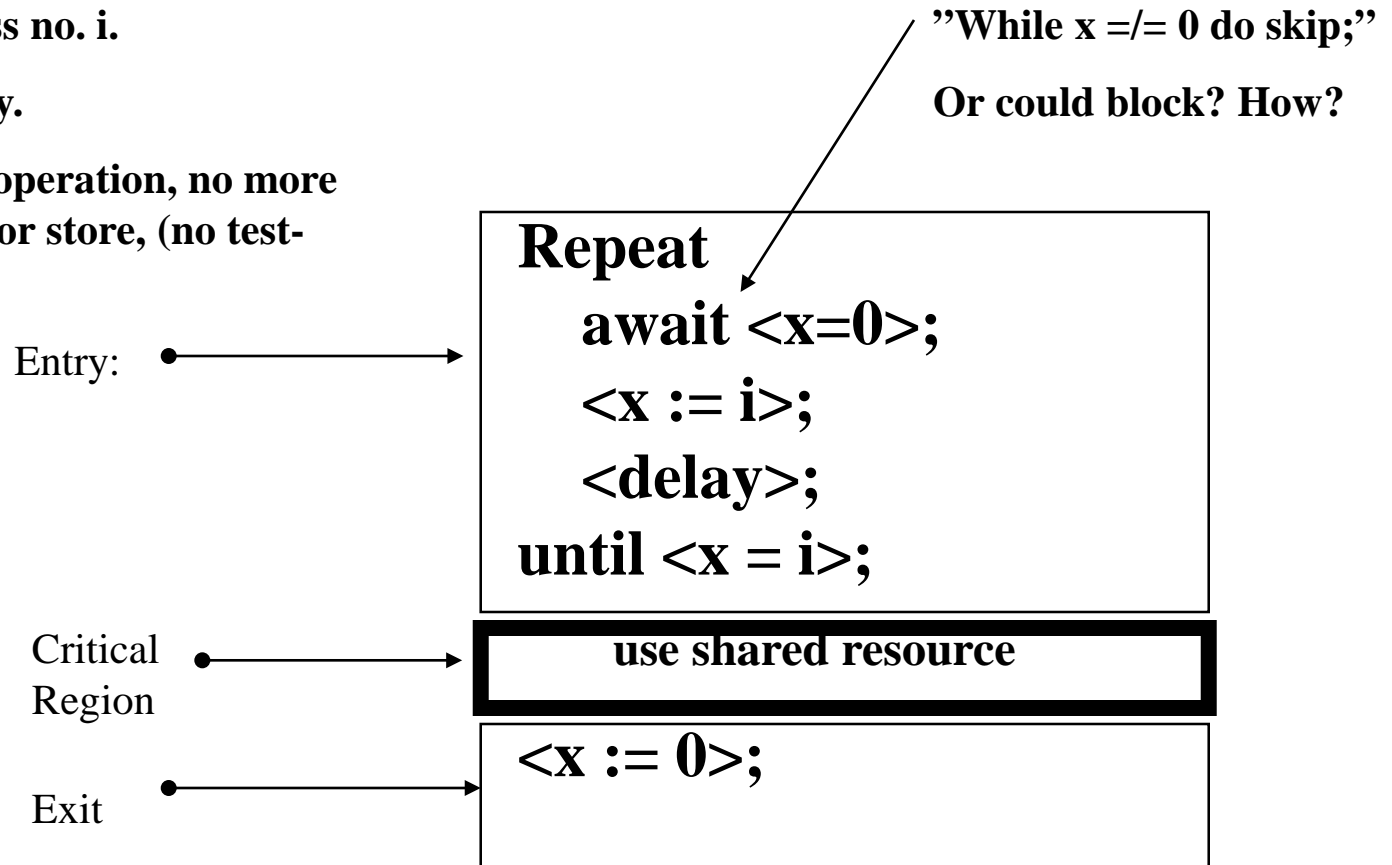 ss no. i.
y.
operation, no more
or store, (no test-
”While x =/= 0 do skip;”
Or could block? How?
Entry:
Repeat
await <x=0>;
<x := i>;
<delay>;
until <x = i>;
Critical
Region
use shared resource
Exit
<x := 0>;